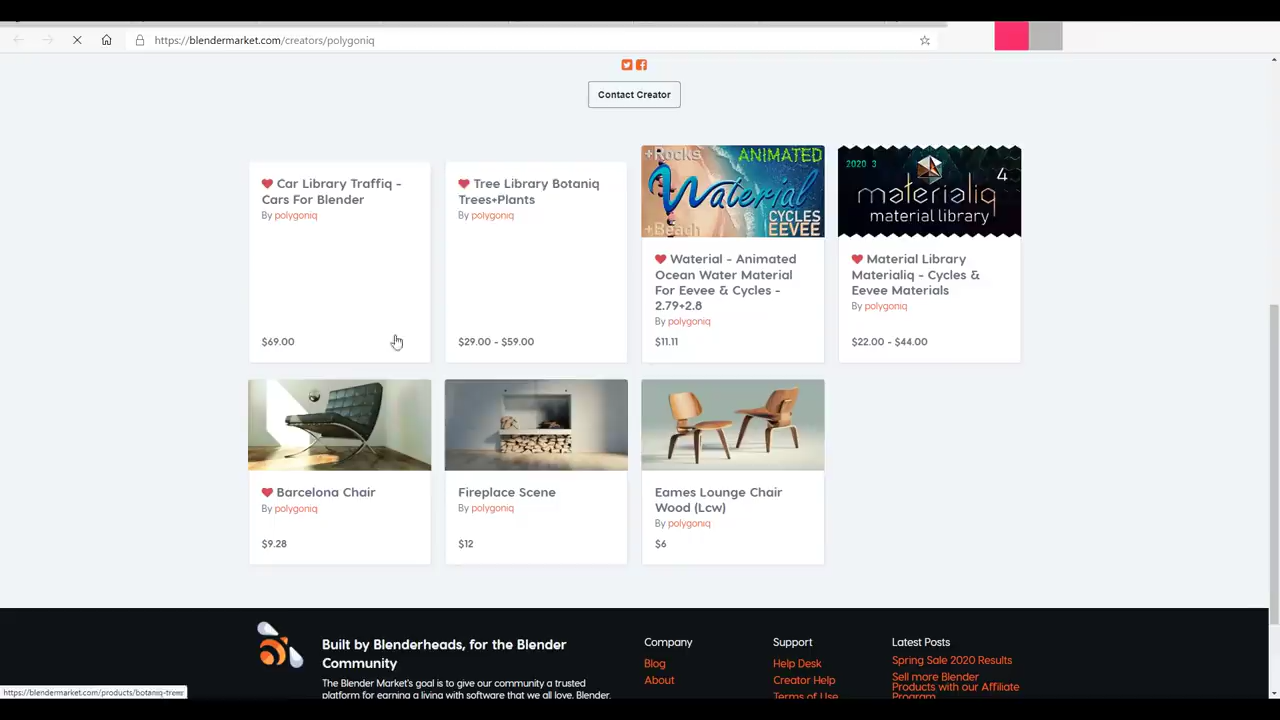 https://blendermarket.com/creators/polygoniq
Contact Creator
Car Library Traffiq -
Cars For Blender
By polygoniq
$69.00
Tree Library Botaniq
Trees+Plants
By polygoniq
$29.00 - $59.00
+Rocks
ANIMATED
Waterial
CYCLES
EEVEE
+Beach
Waterial - Animated
Ocean Water Material
For Eevee & Cycles -
2.79+2.8
By polygoniq
$11.11
2020 3
4
materialiq
material library
Material Library
Materialiq - Cycles &
Eevee Materials
By polygoniq
$22.00 - $44.00
Barcelona Chair
By polygoniq
$9.28
Fireplace Scene
By polygoniq
$12
Eames Lounge Chair
Wood (Lcw)
By polygoniq
$6
Built by Blenderheads, for the Blender
Community
The Blender Market's goal is to give our community a trusted
platform for earning a living with software that we all love, Blender.
Company
Blog
About
Support
Help Desk
Creator Help
Terms of Use
Latest Posts
Spring Sale 2020 Results
Sell more Blender
Products with our Affiliate
Program
https://blendermarket.com/products/botaniq-trees